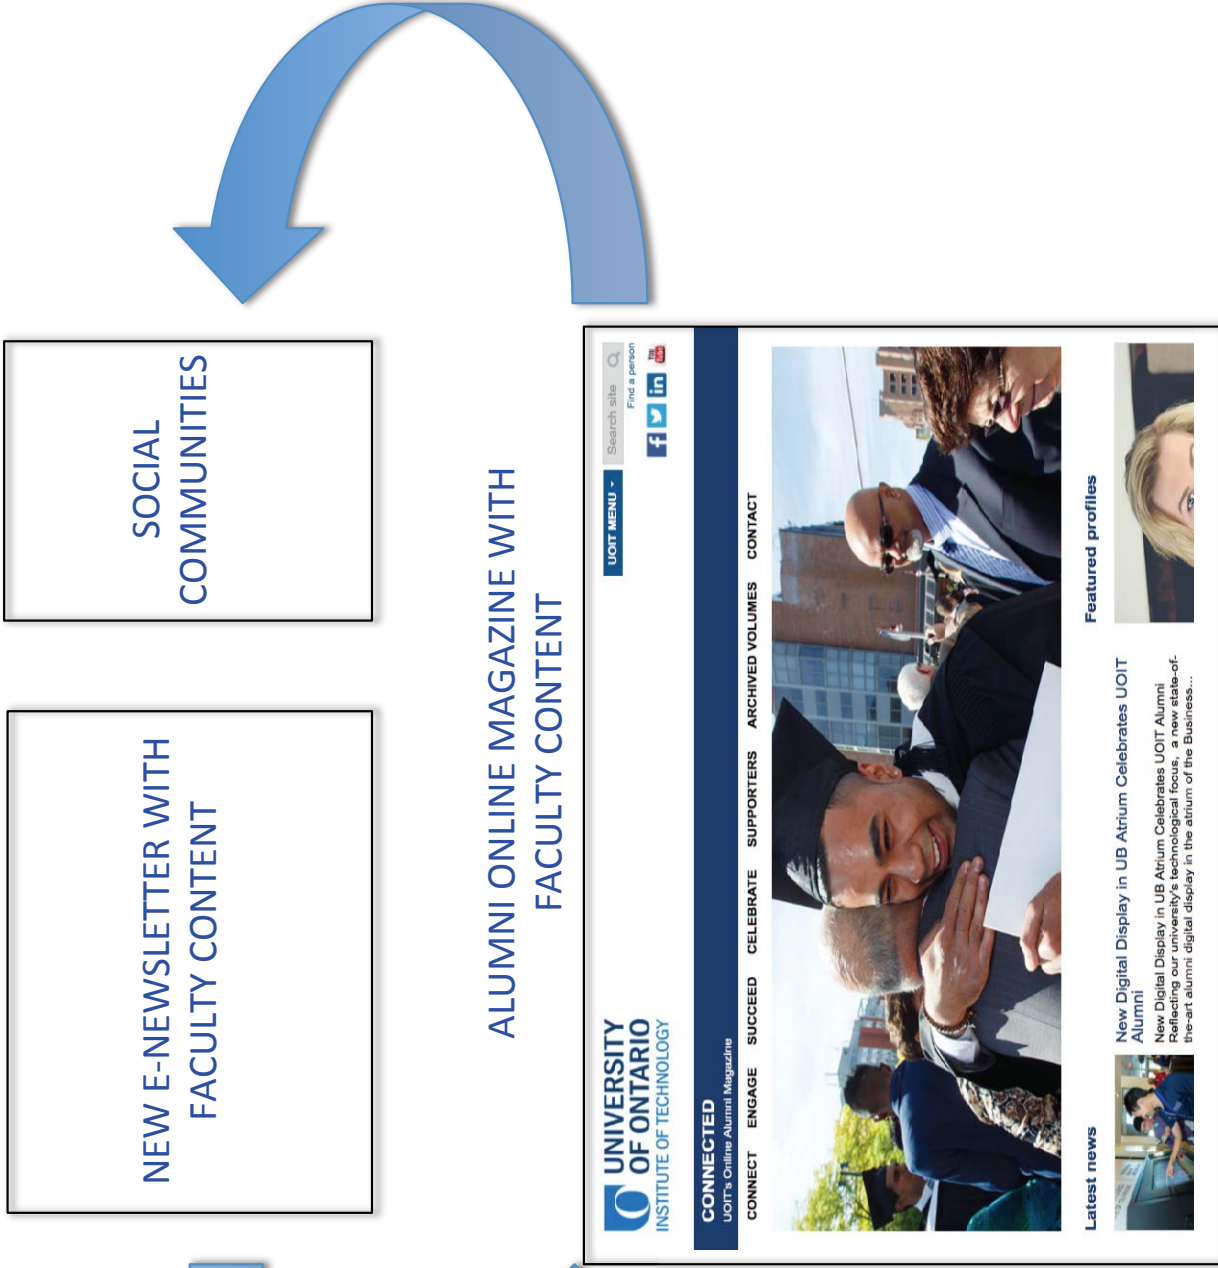 NEW E-NEWSLETTER WITH
FACULTY CONTENT
SOCIAL
COMMUNITIES
ALUMNI ONLINE MAGAZINE WITH
FACULTY CONTENT
UNIVERSITY
OF ONTARIO
INSTITUTE OF TECHNOLOGY
UOIT MENU
Search site
Find a person
f in You Tube
CONNECTED
UOIT's Online Alumni Magazine
CONNECT ENGAGE SUCCEED CELEBRATE SUPPORTERS ARCHIVED VOLUMES CONTACT
Latest news
New Digital Display in UB Atrium Celebrates UOIT
Alumni
New Digital Display in UB Atrium Celebrates UOIT Alumni
Reflecting our university's technological focus, a new state-of-
the-art alumni digital display in the atrium of the Business...
Featured profiles